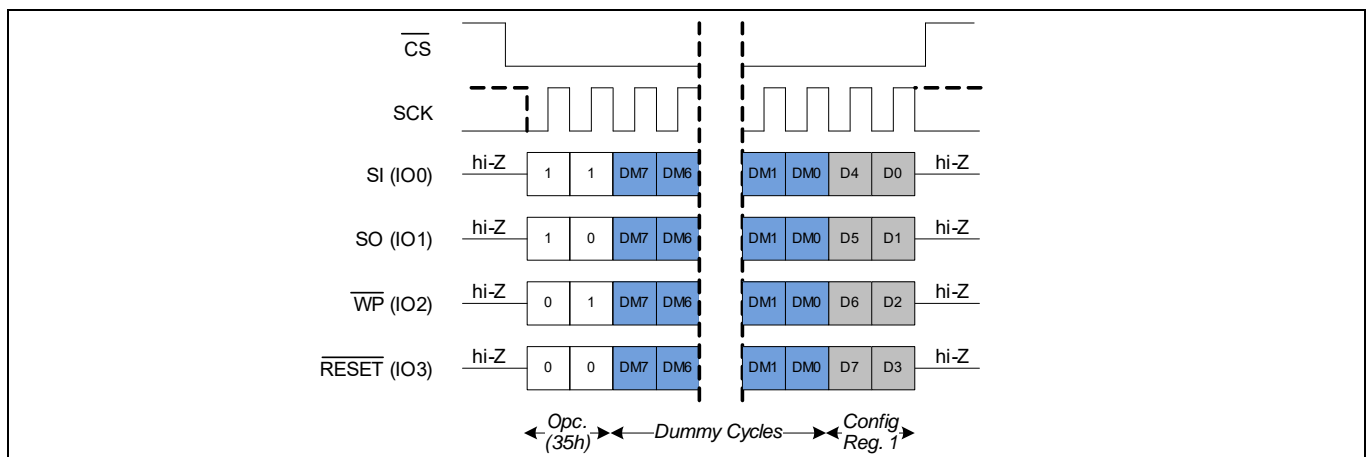 CS
SCK
SI (IO0) hi-Z 1 1 DM7 DM6 DM1 DM0 D4 D0 hi-Z
SO (IO1) hi-Z 1 0 DM7 DM6 DM1 DM0 D5 D1 hi-Z
WP (IO2) hi-Z 0 1 DM7 DM6 DM1 DM0 D6 D2 hi-Z
RESET (IO3) hi-Z 0 0 DM7 DM6 DM1 DM0 D7 D3 hi-Z
Opc. (35h) Dummy Cycles Config Reg. 1